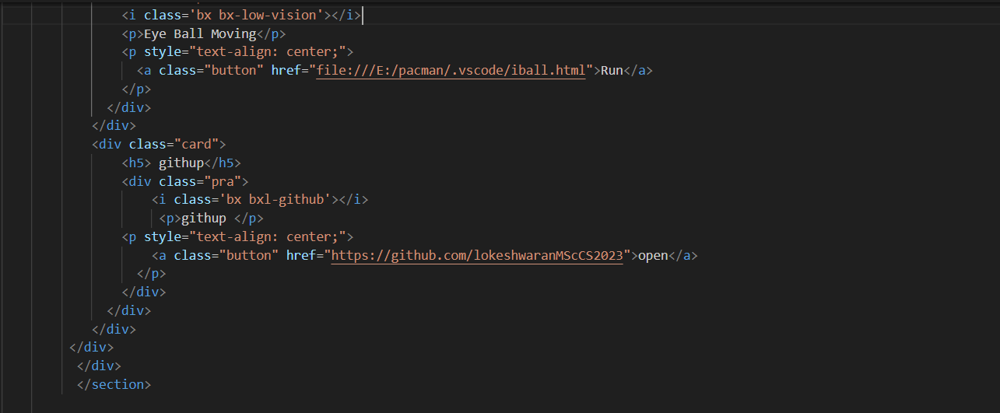 <i class='bx bx-low-vision'></i>
<p>Eye Ball Moving</p>
<p style="text-align: center;">
<a class="button" href="file:///E:/pacman/.vscode/iball.html">Run</a>
</p>
</div>
</div>
<div class="card">
<h5> githup</h5>
<div class="pra">
<i class='bx bxl-github'></i>
<p>githup </p>
<p style="text-align: center;">
<a class="button" href="https://github.com/lokeshwaranMScCS2023">open</a>
</p>
</div>
</div>
</div>
</div>
</div>
</section>